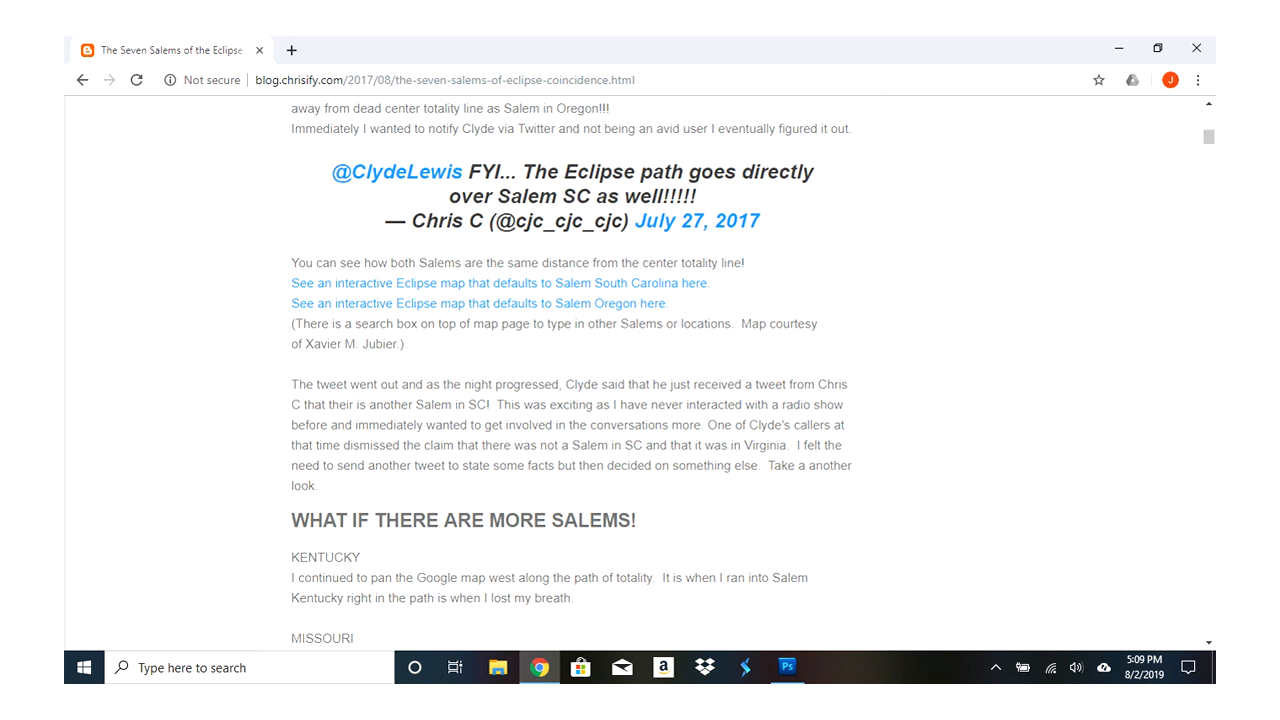 The Seven Salems of the Eclipse
Not secure
blog.chrisify.com/2017/08/the-seven-salems-of-eclipse-coincidence.html
J
away from dead center totality line as Salem in Oregon!!!
Immediately I wanted to notify Clyde via Twitter and not being an avid user I eventually figured it out.
@ClydeLewis FYI... The Eclipse path goes directly
over Salem SC as well!!!!!
— Chris C (@cjc_cjc_cjc) July 27, 2017
You can see how both Salems are the same distance from the center totality line!
See an interactive Eclipse map that defaults to Salem South Carolina here.
See an interactive Eclipse map that defaults to Salem Oregon here.
(There is a search box on top of map page to type in other Salems or locations. Map courtesy
of Xavier M. Jubier.)
The tweet went out and as the night progressed, Clyde said that he just received a tweet from Chris
C that their is another Salem in SC! This was exciting as I have never interacted with a radio show
before and immediately wanted to get involved in the conversations more. One of Clyde's callers at
that time dismissed the claim that there was not a Salem in SC and that it was in Virginia. I felt the
need to send another tweet to state some facts but then decided on something else. Take a another
look.
WHAT IF THERE ARE MORE SALEMS!
KENTUCKY
I continued to pan the Google map west along the path of totality. It is when I ran into Salem
Kentucky right in the path is when I lost my breath.
MISSOURI
Type here to search
a
Ps
5:09 PM
8/2/2019